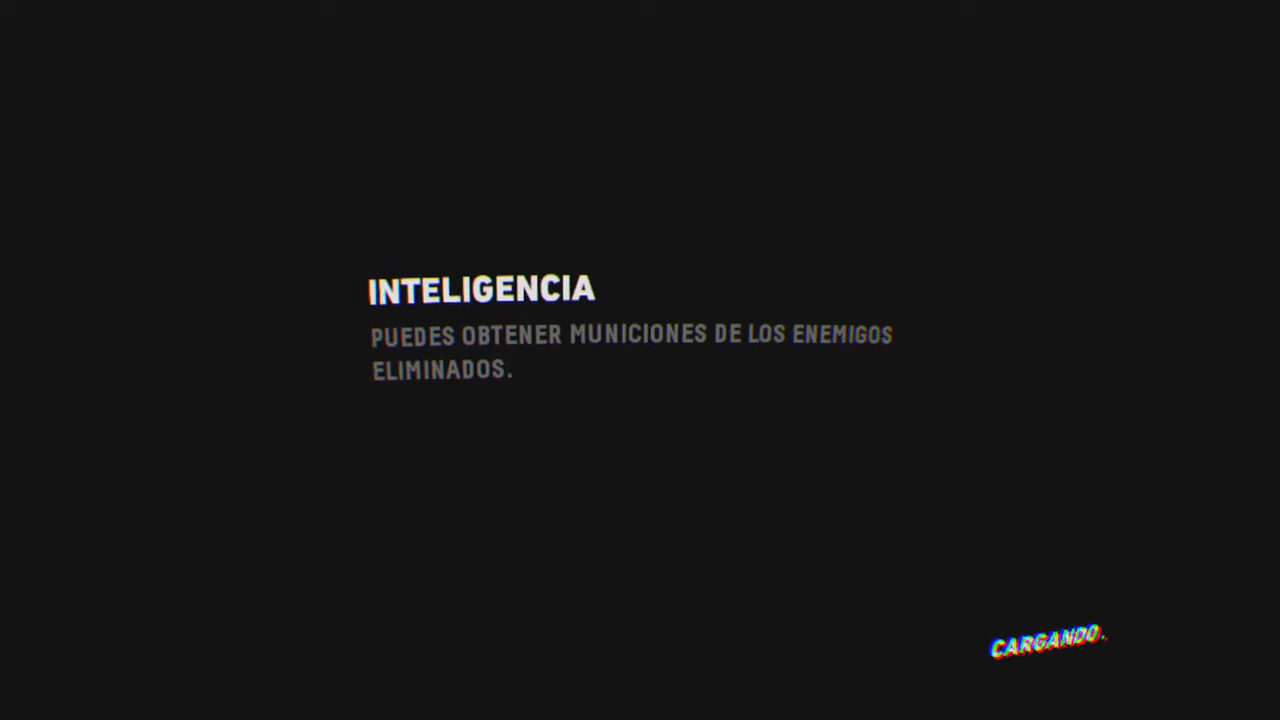 INTELIGENCIA
PUEDES OBTENER MUNICIONES DE LOS ENEMIGOS
ELIMINADOS.
CARGANDO.